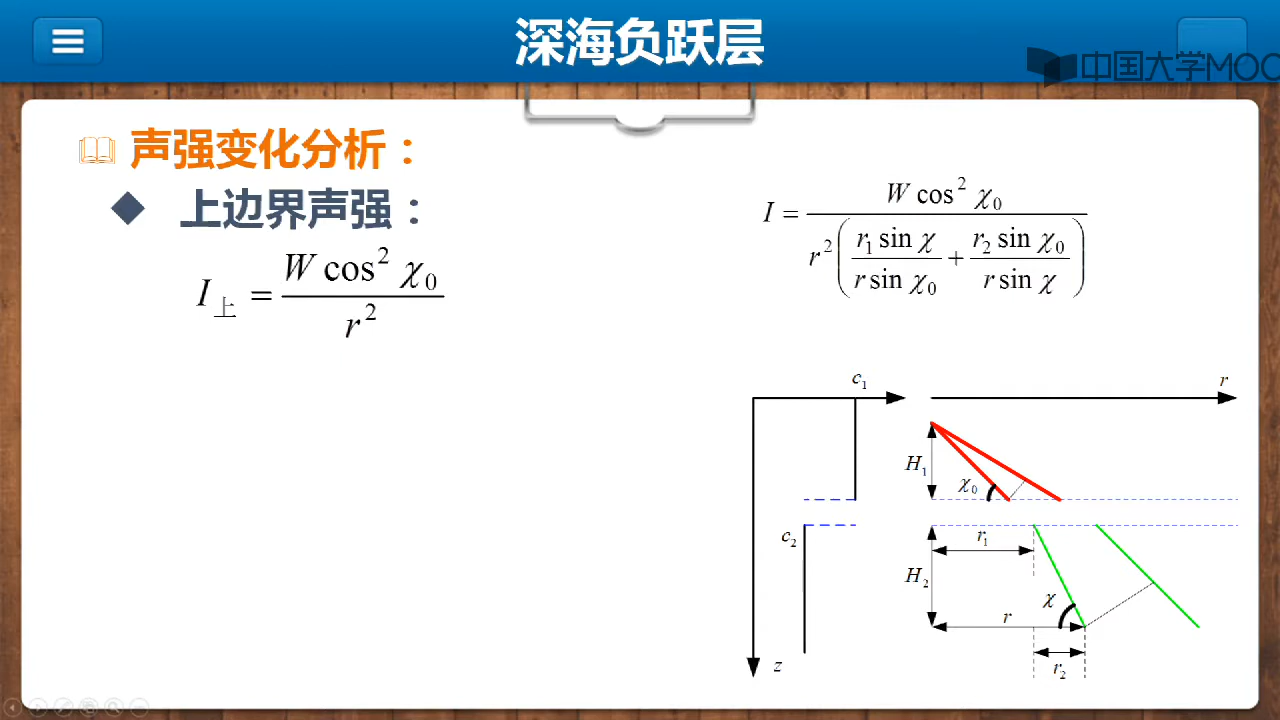 深海负跃层
中国大学MOO
声强变化分析：
◆ 上边界声强：
I上 = W cos² χ₀ / r²
I = W cos² χ₀ / r² ( r₁ sin χ / r sin χ₀ + r₂ sin χ₀ / r sin χ )
c₁
r
H₁
χ₀
c₂
r₁
H₂
χ
r
z
r₂